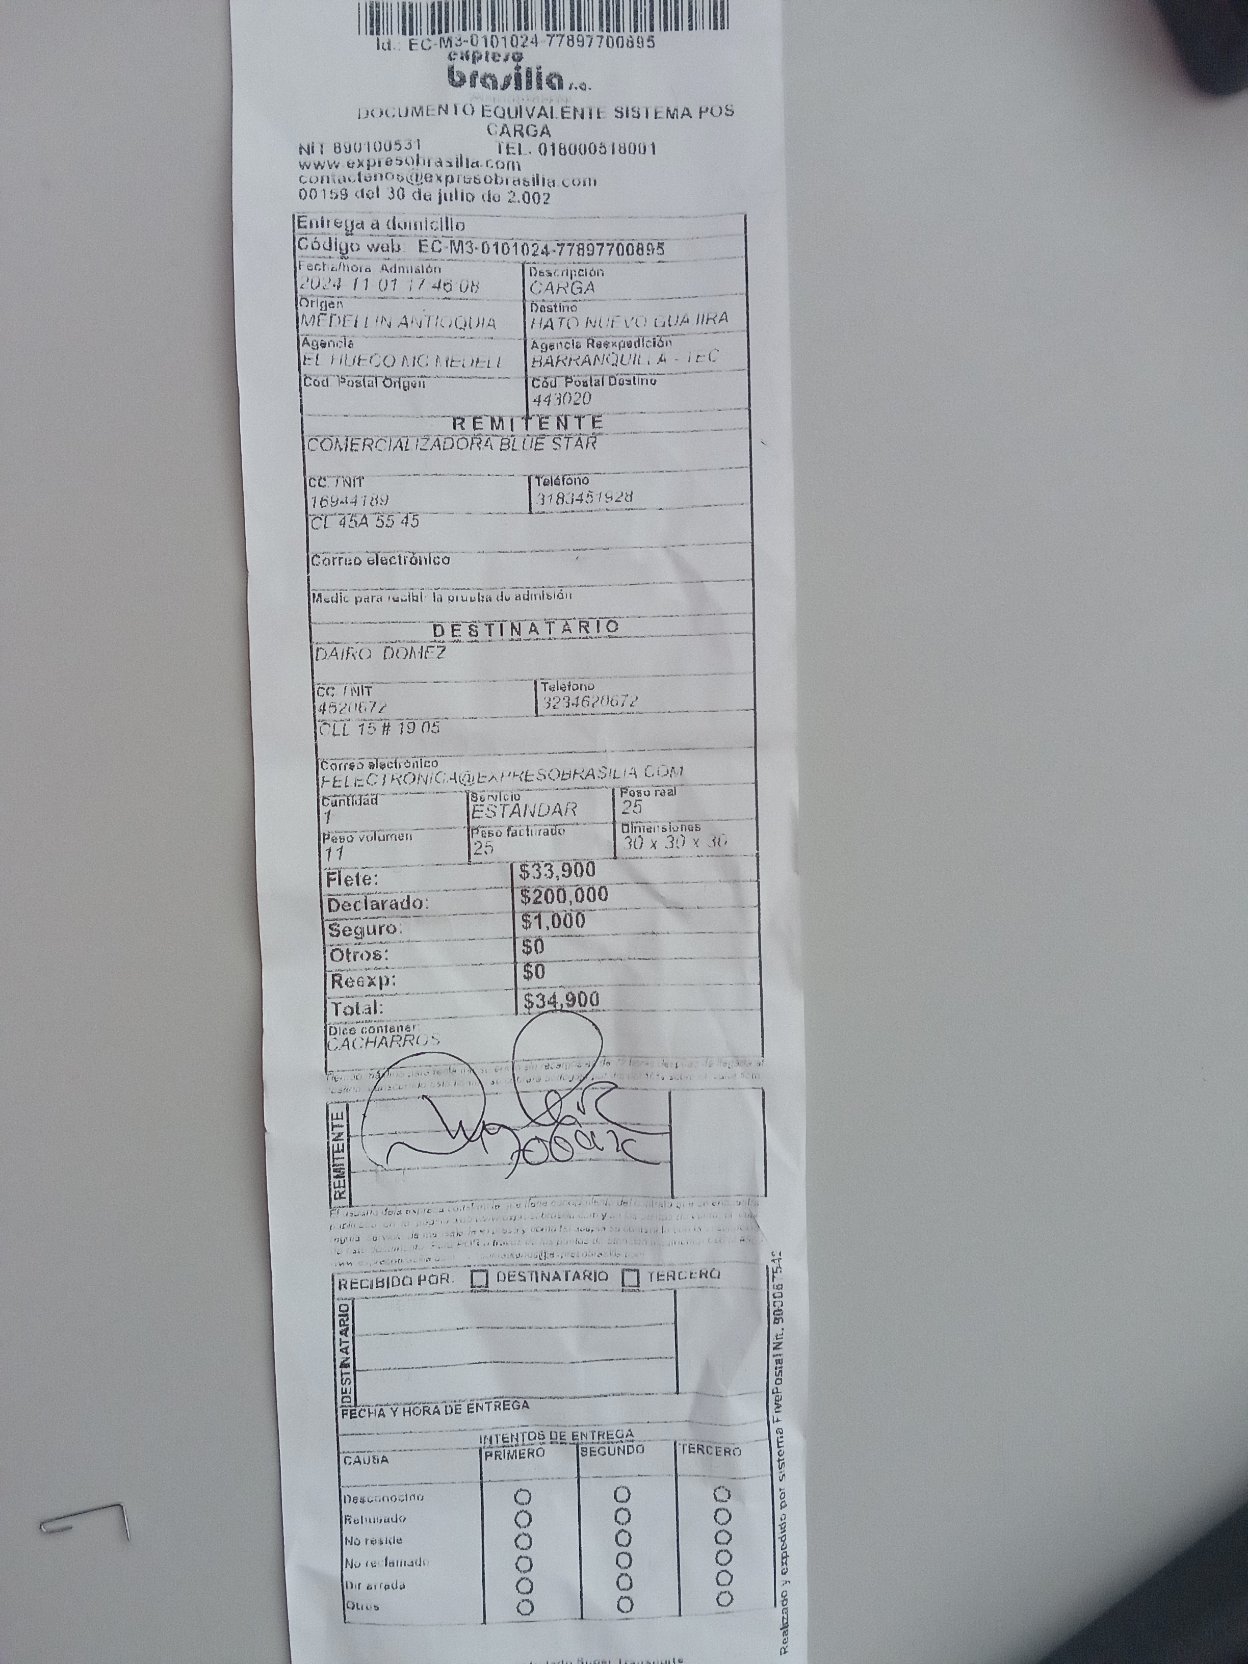 Id.: EC-M3-0101024-77897700895
expreso
brasilia s.a.
DOCUMENTO EQUIVALENTE SISTEMA POS
CARGA
NIT 890100531 TEL. 018000518001
www.expresobrasilia.com
contactenos@expresobrasilia.com
00159 del 30 de julio de 2.002
Entrega a domicilio
Código web: EC-M3-0101024-77897700895
Fecha/hora Admisión Descripción
2024-11-01 17:46:08 CARGA
Origen Destino
MEDELLIN ANTIOQUIA HATO NUEVO GUAJIRA
Agencia Agencia Reexpedición
EL HUECO MC MEDELL BARRANQUILLA - TEC
Cód. Postal Origen Cód. Postal Destino
443020
REMITENTE
COMERCIALIZADORA BLUE STAR
CC. / NIT Teléfono
16944189 3183451928
CL 45A 55 45
Correo electrónico
Medio para recibir la prueba de admisión
DESTINATARIO
DAIRO DOMEZ
CC. / NIT Teléfono
4620672 3234620672
CLL 15 # 19 05
Correo electrónico
FELECTRONICA@EXPRESOBRASILIA.COM
Cantidad Servicio Peso real
1 ESTANDAR 25
Peso volumen Peso facturado Dimensiones
11 25 30 x 30 x 30
Flete: $33,900
Declarado: $200,000
Seguro: $1,000
Otros: $0
Reexp: $0
Total: $34,900
Dice contener
CACHARROS
REMITENTE
RECIBIDO POR: DESTINATARIO TERCERO
DESTINATARIO
FECHA Y HORA DE ENTREGA
INTENTOS DE ENTREGA
CAUSA PRIMERO SEGUNDO TERCERO
Desconocido
Rehusado
No reside
No reclamado
Dir errada
Otros
Realizado y expedido por sistema FivePostal Nit.